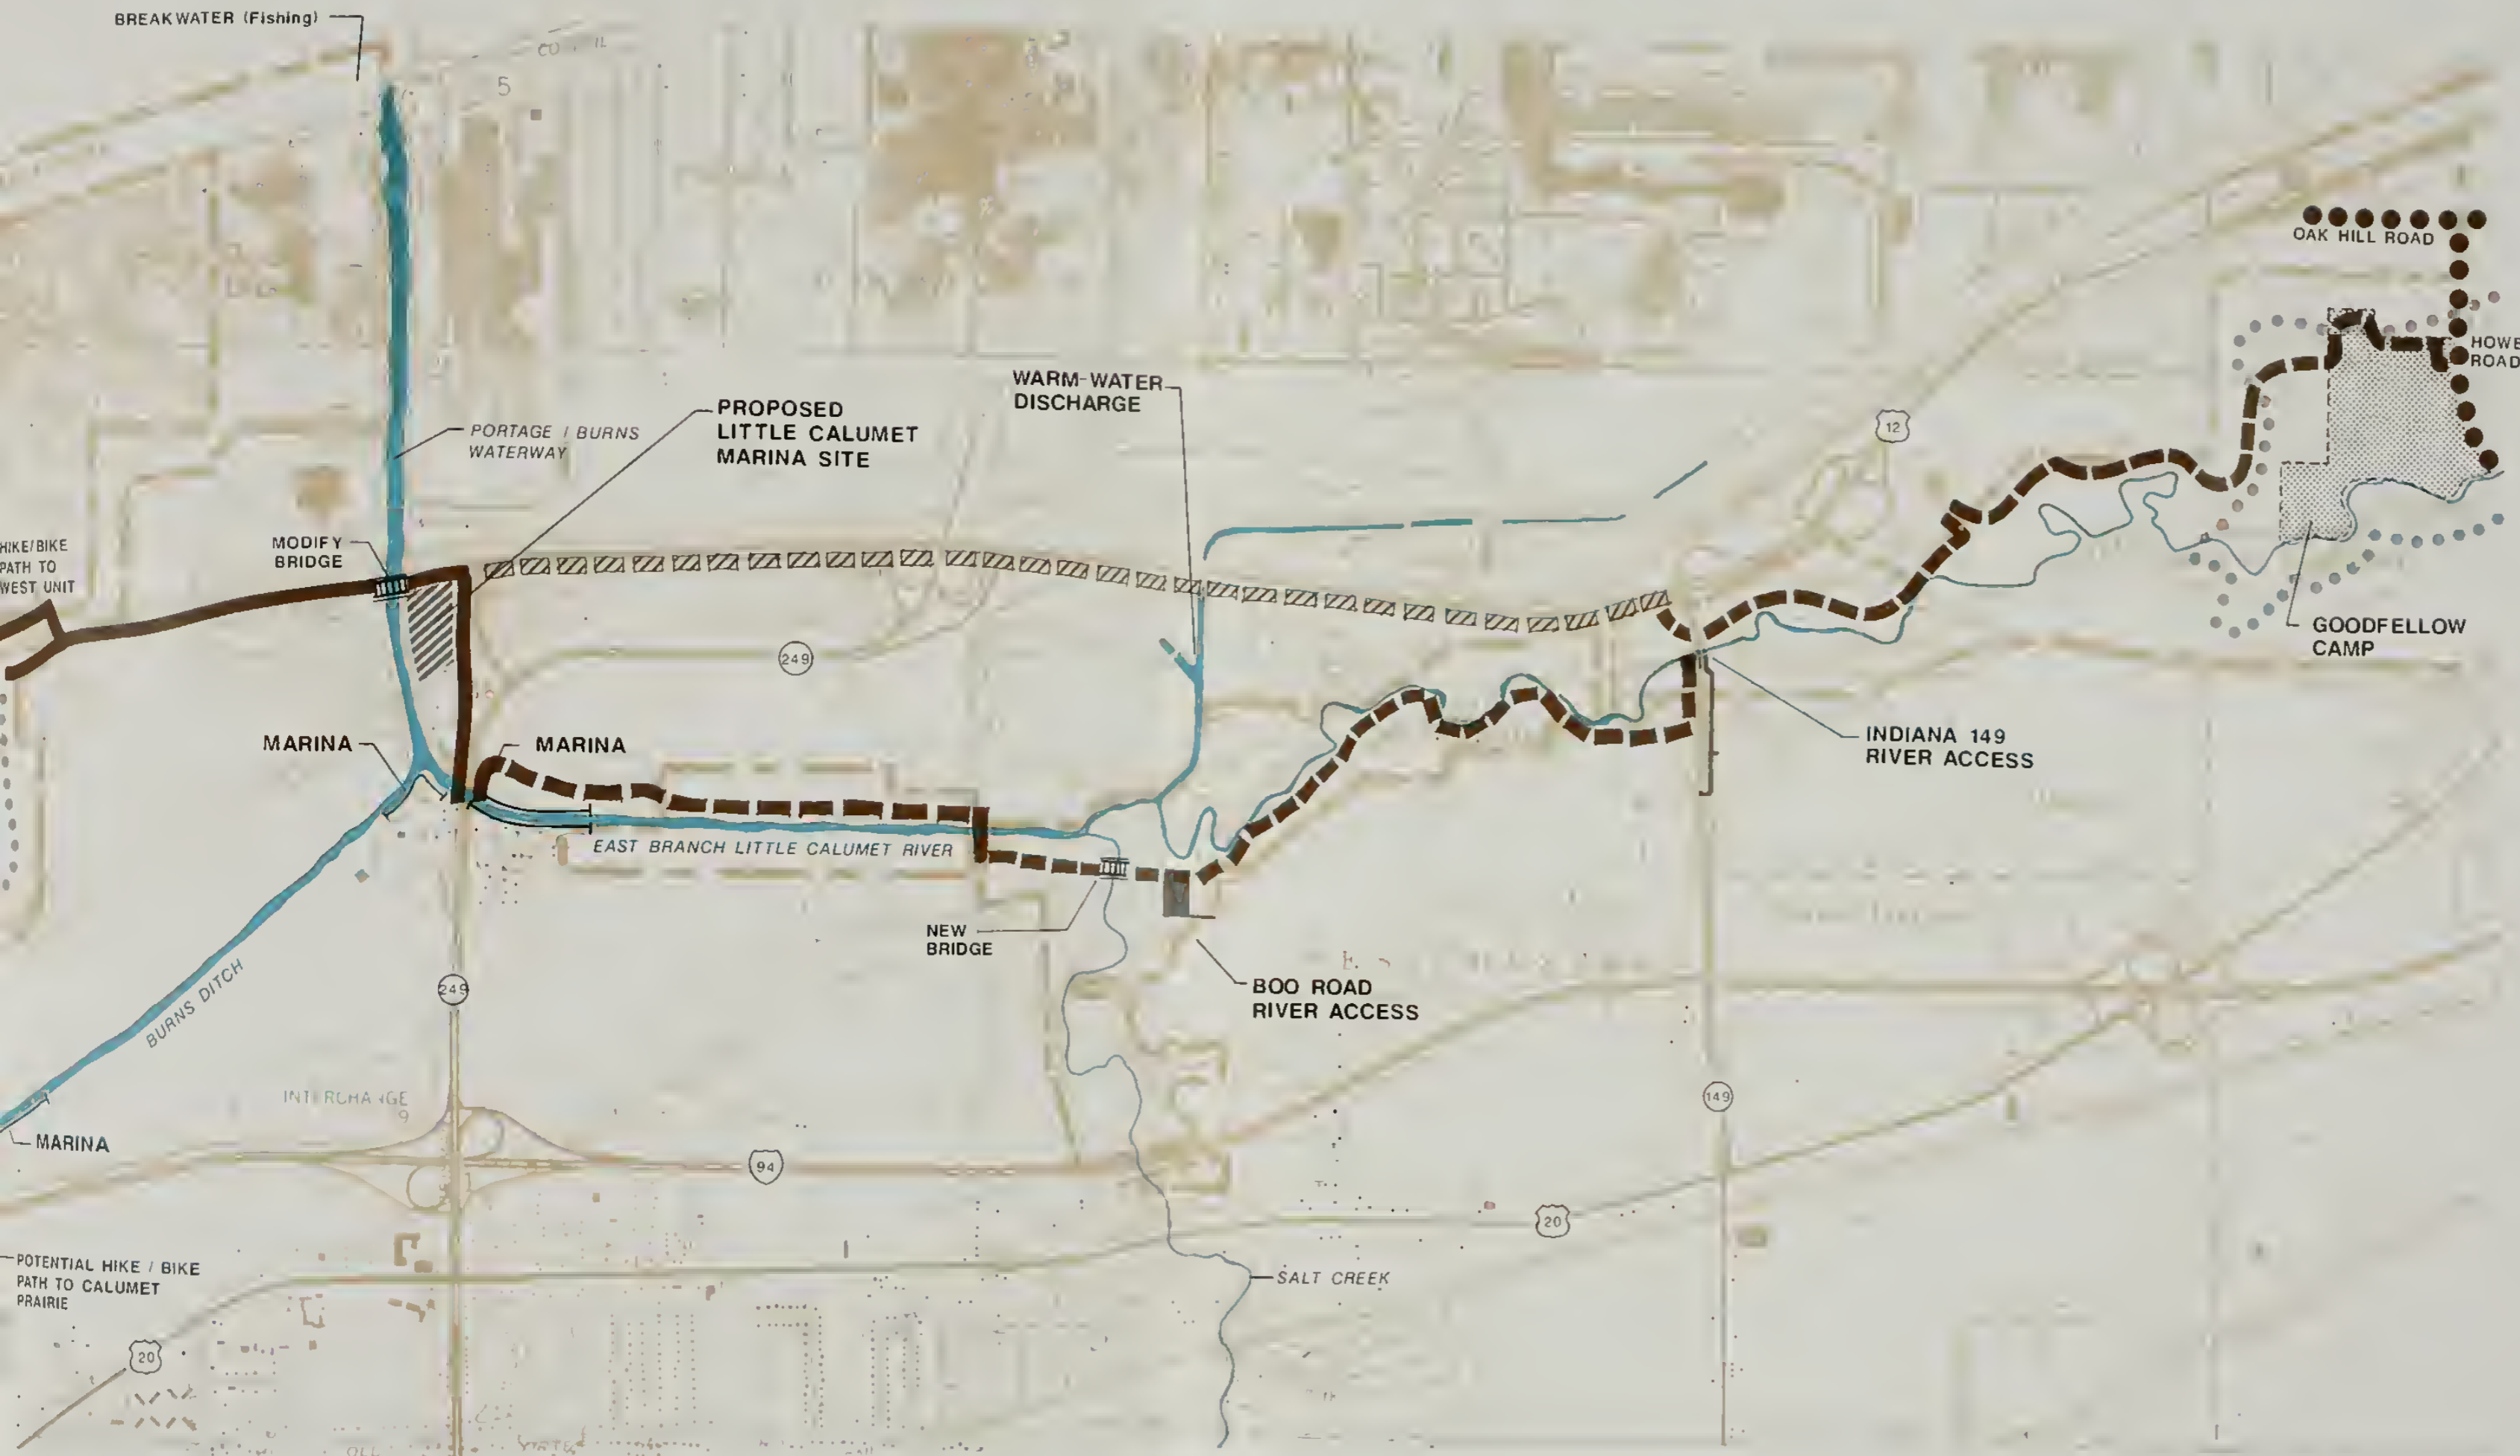 BREAKWATER (Fishing)
5
OAK HILL ROAD
HOWE
ROAD
WARM-WATER
DISCHARGE
PROPOSED
LITTLE CALUMET
MARINA SITE
12
PORTAGE / BURNS
WATERWAY
HIKE/BIKE
PATH TO
WEST UNIT
MODIFY
BRIDGE
GOODFELLOW
CAMP
249
MARINA
MARINA
INDIANA 149
RIVER ACCESS
EAST BRANCH LITTLE CALUMET RIVER
NEW
BRIDGE
BOO ROAD
RIVER ACCESS
249
BURNS DITCH
INTERCHANGE
9
149
MARINA
94
20
POTENTIAL HIKE / BIKE
PATH TO CALUMET
PRAIRIE
SALT CREEK
20